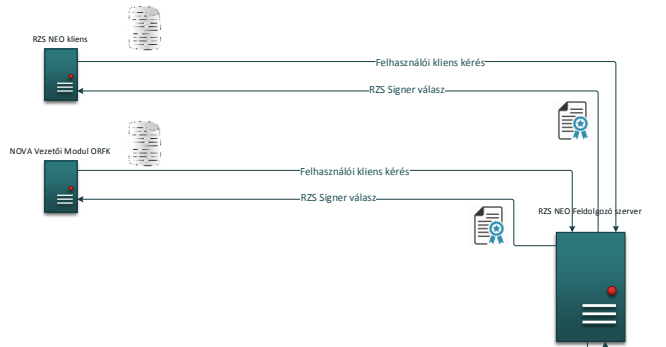 RZS NEO kliens
Felhasználói kliens kérés
RZS Signer válasz
NOVA Vezetői Modul ORFK
Felhasználói kliens kérés
RZS Signer válasz
RZS NEO Feldolgozó szerver